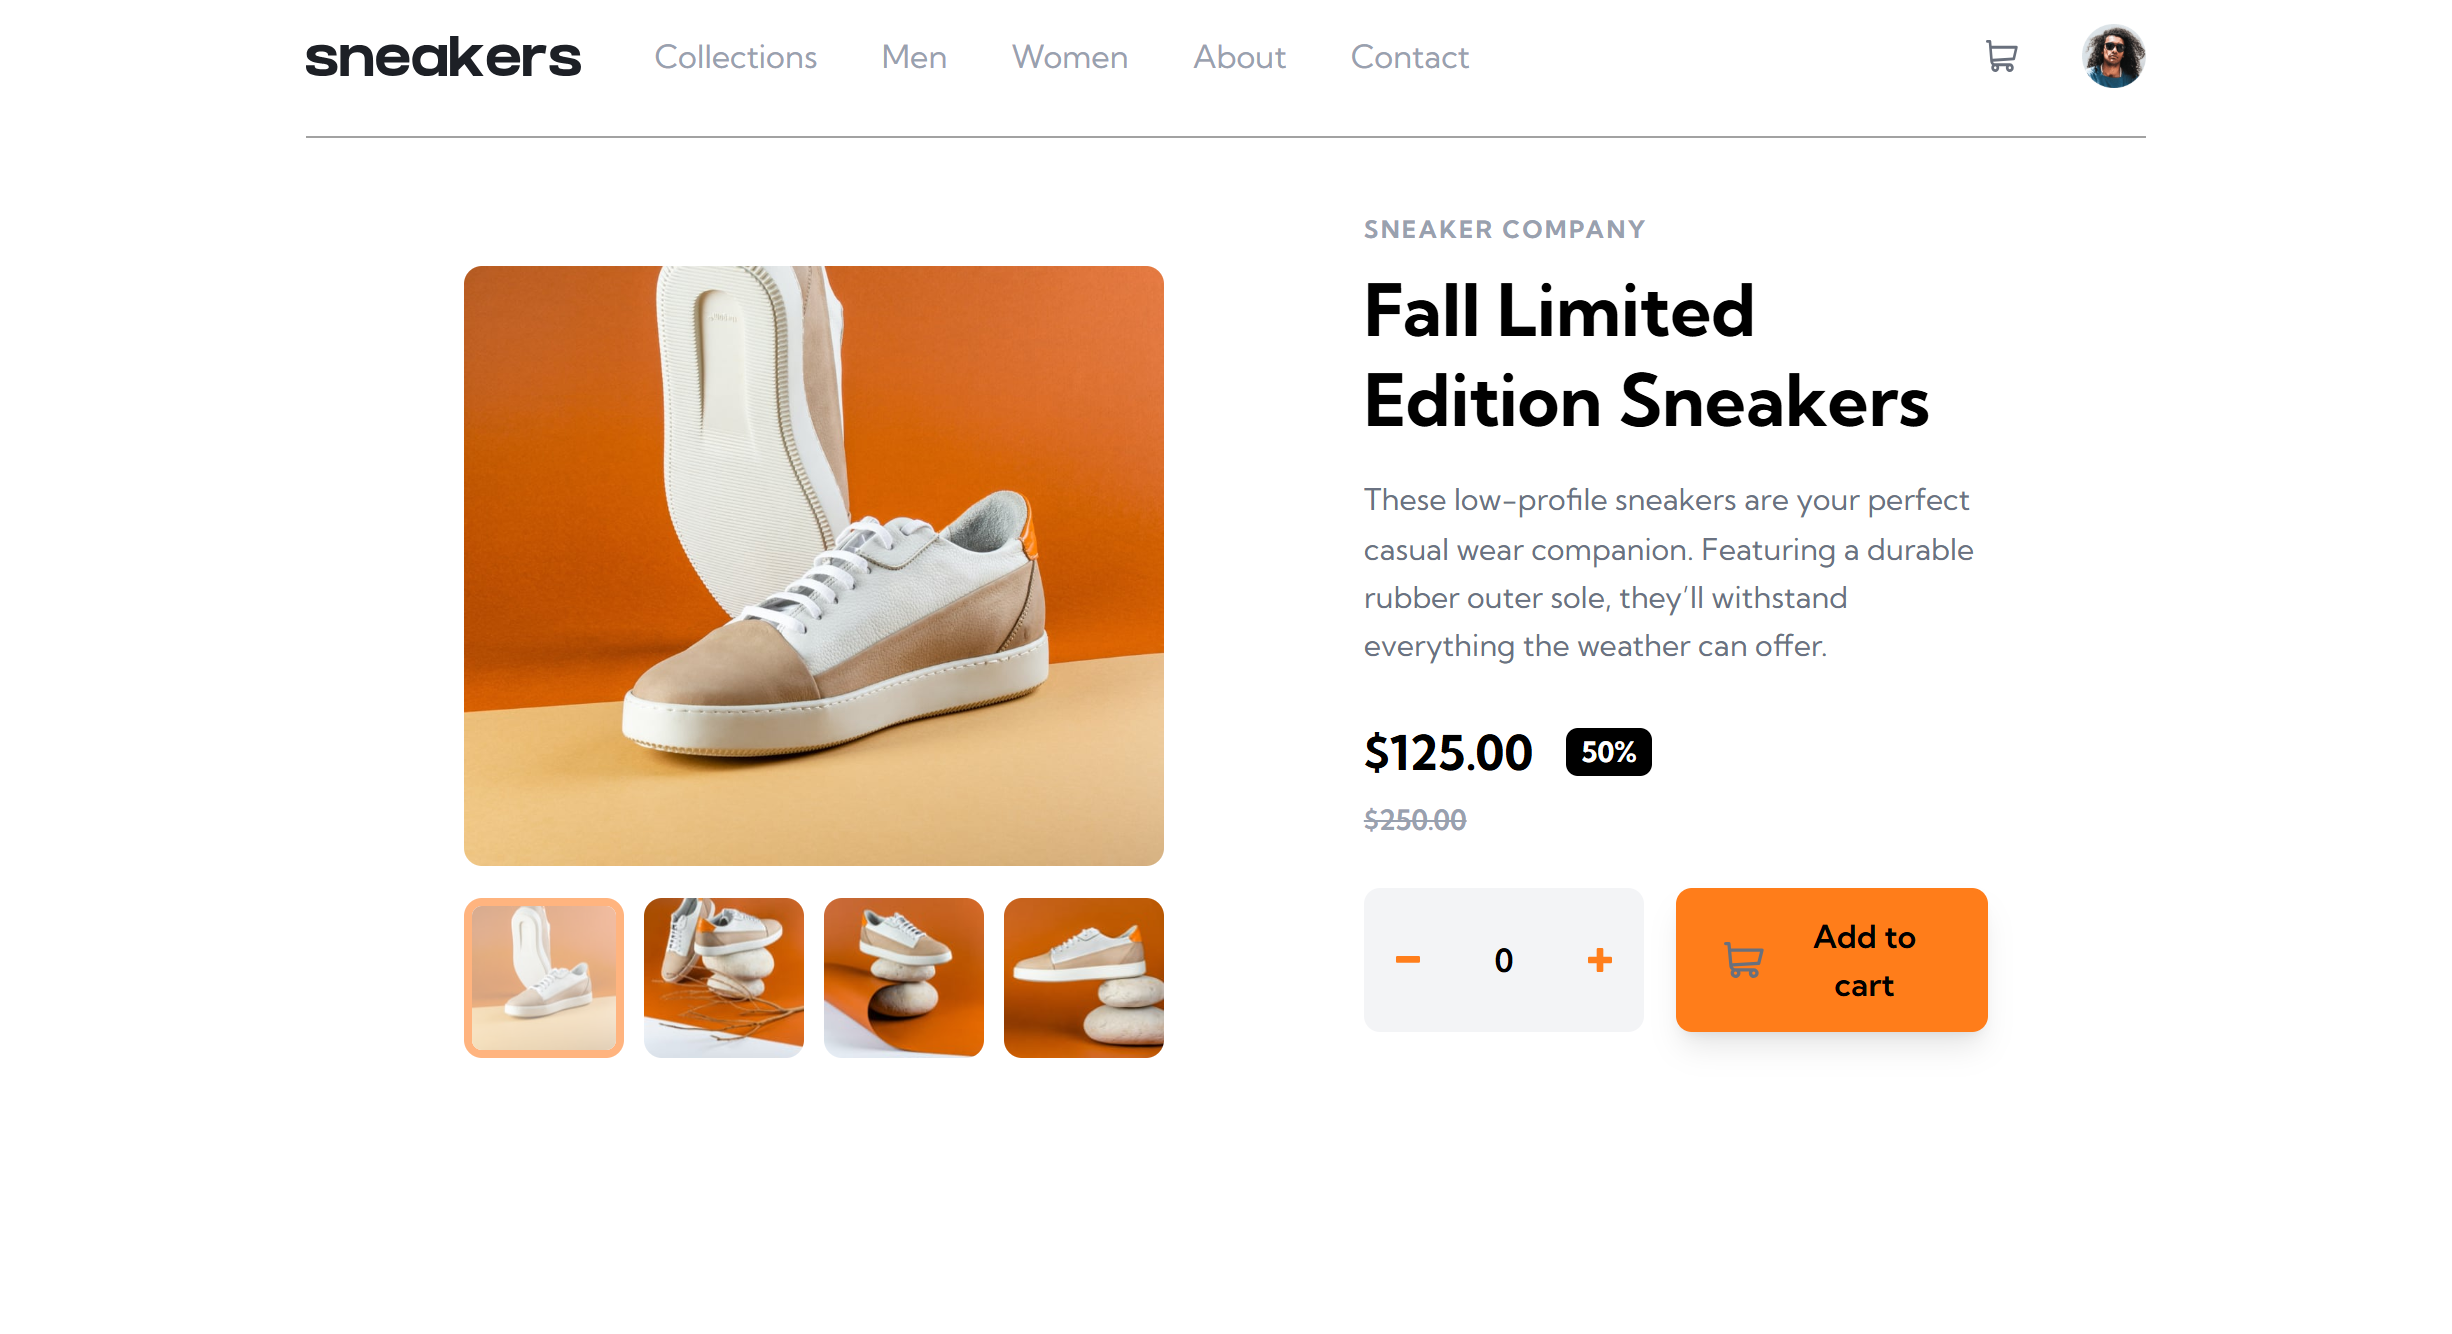 sneakers
Collections
Men
Women
About
Contact
SNEAKER COMPANY
Fall Limited
Edition Sneakers
These low-profile sneakers are your perfect
casual wear companion. Featuring a durable
rubber outer sole, they’ll withstand
everything the weather can offer.
$125.00
50%
$250.00
0
Add to
cart